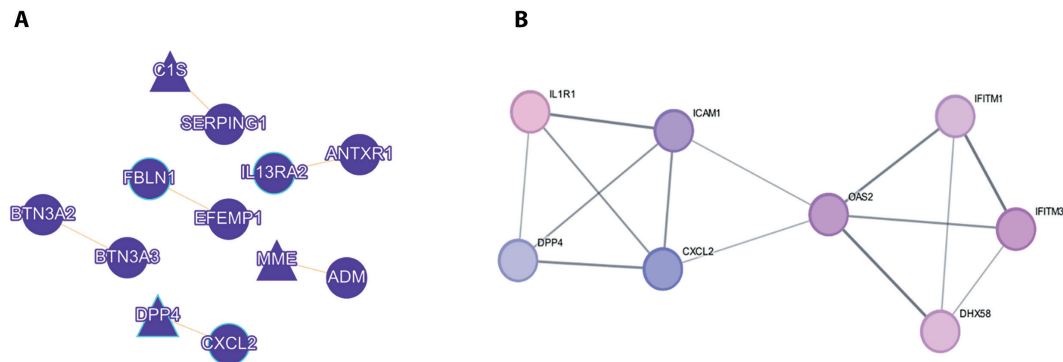 A
C1S
SERPING1
ANTXR1
IL13RA2
FBLN1
EFEMP1
BTN3A2
BTN3A3
MME
ADM
DPP4
CXCL2
B
IL1R1
ICAM1
IFITM1
OAS2
IFITM3
DPP4
CXCL2
DHX58